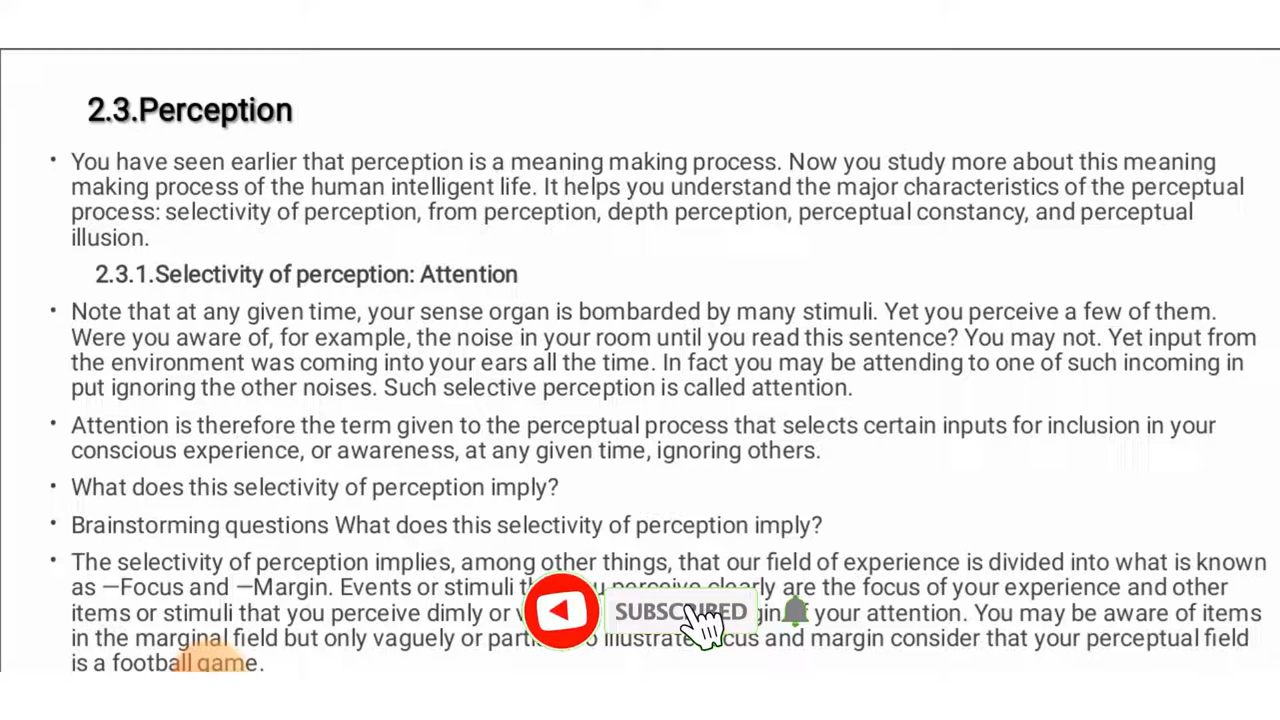 2.3.Perception
• You have seen earlier that perception is a meaning making process. Now you study more about this meaning
making process of the human intelligent life. It helps you understand the major characteristics of the perceptual
process: selectivity of perception, from perception, depth perception, perceptual constancy, and perceptual
illusion.
2.3.1.Selectivity of perception: Attention
• Note that at any given time, your sense organ is bombarded by many stimuli. Yet you perceive a few of them.
Were you aware of, for example, the noise in your room until you read this sentence? You may not. Yet input from
the environment was coming into your ears all the time. In fact you may be attending to one of such incoming in
put ignoring the other noises. Such selective perception is called attention.
• Attention is therefore the term given to the perceptual process that selects certain inputs for inclusion in your
conscious experience, or awareness, at any given time, ignoring others.
• What does this selectivity of perception imply?
• Brainstorming questions What does this selectivity of perception imply?
• The selectivity of perception implies, among other things, that our field of experience is divided into what is known
as —Focus and —Margin. Events or stimuli perceive clearly are the focus of your experience and other
items or stimuli that you perceive dimly or your attention. You may be aware of items
in the marginal field but only vaguely or and margin consider that your perceptual field
is a football game.
SUBSCRIBED